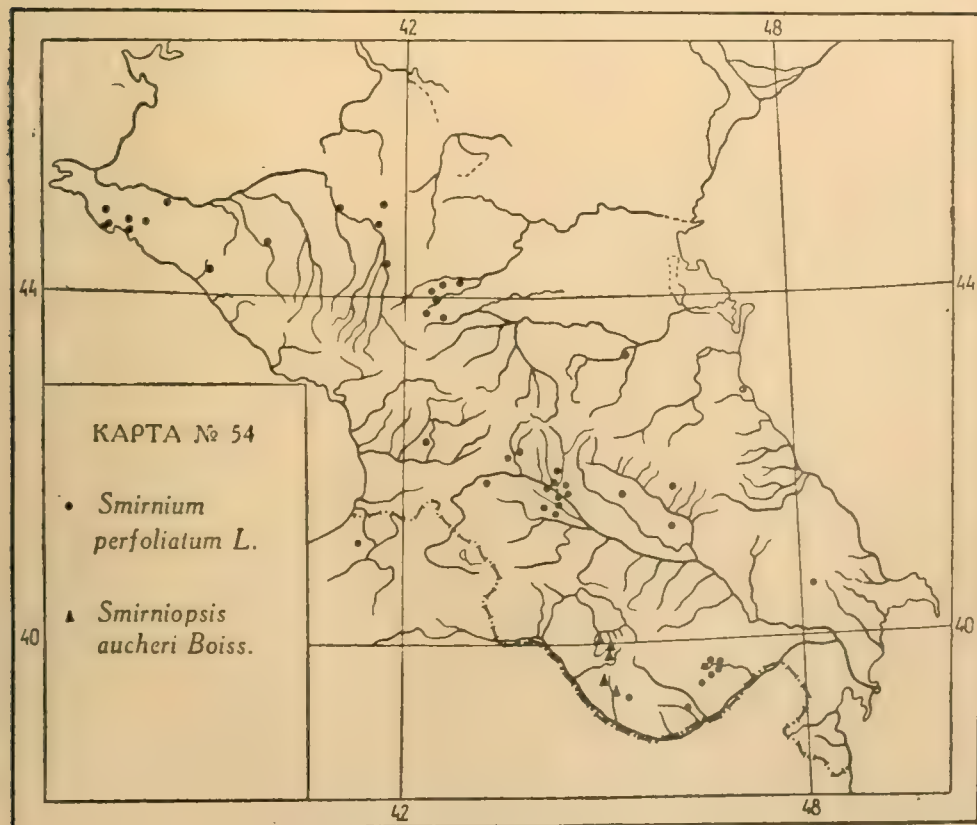 42
48
44
44
КАРТА № 54
Smirnium
perfoliatum L.
Smirniopsis
aucheri Boiss.
40
40
42
48